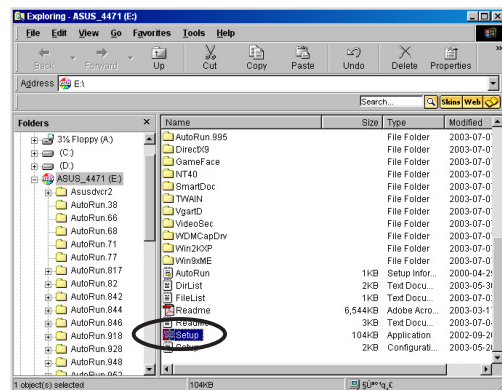 Exploring - ASUS_4471 (E:)
File Edit View Go Favorites Tools Help
Back Forward Up Cut Copy Paste Undo Delete Properties
Address E:\
Search... Skins Web
Folders
3½ Floppy (A:)
(C:)
(D:)
ASUS_4471 (E:)
Asusdvcr2
AutoRun.38
AutoRun.66
AutoRun.68
AutoRun.71
AutoRun.77
AutoRun.817
AutoRun.82
AutoRun.842
AutoRun.844
AutoRun.846
AutoRun.918
AutoRun.928
AutoRun.948
AutoRun.952
Name Size Type Modified
AutoRun.995 File Folder 2003-07-0
DirectX9 File Folder 2003-07-0
GameFace File Folder 2003-07-0
NT40 File Folder 2003-07-0
SmartDoc File Folder 2003-07-0
TWAIN File Folder 2003-07-0
VgartD File Folder 2003-07-0
VideoSec File Folder 2003-07-0
WDMCapDrv File Folder 2003-07-0
Win2KXP File Folder 2003-07-0
Win9xME File Folder 2003-07-0
AutoRun 1KB Setup Infor... 2000-04-2
DirList 2KB Text Docu... 2003-05-3
FileList 1KB Text Docu... 2003-07-0
Readme 6,544KB Adobe Acro... 2003-03-1
Readme 3KB Text Docu... 2003-07-0
Setup 104KB Application 2002-09-2
Setup 2KB Configurati... 2003-05-2
1 object(s) selected 104KB